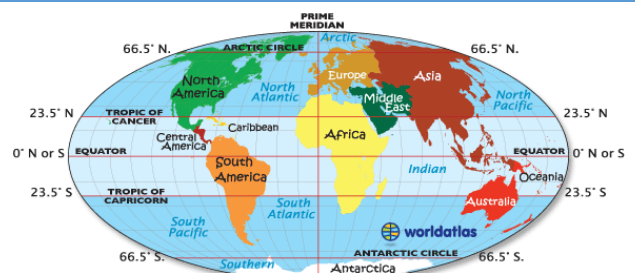 PRIME
MERIDIAN
Arctic
66.5° N.
ARCTIC CIRCLE
66.5° N.
North
America
North
Atlantic
Europe
Asia
Middle
East
North
Pacific
23.5° N
TROPIC OF
CANCER
23.5° N
Caribbean
Central
America
Africa
0° N or S
EQUATOR
EQUATOR
0° N or S
South
America
Indian
Oceania
23.5° S
TROPIC OF
CAPRICORN
23.5° S
South
Atlantic
Australia
South
Pacific
worldatlas
66.5° S.
ANTARCTIC CIRCLE
66.5° S.
Southern
Antarctica